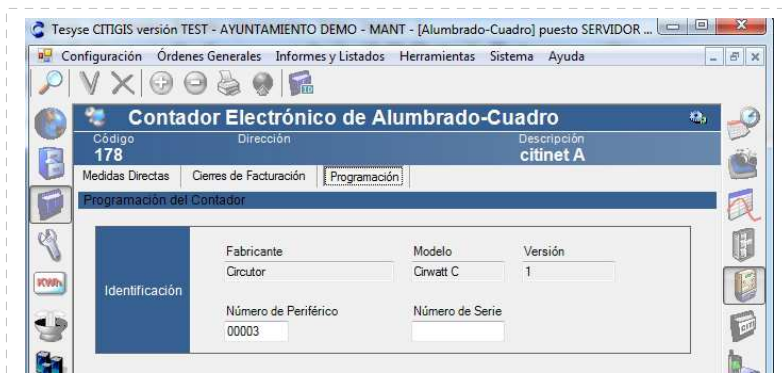 Tesyse CITIGIS versión TEST - AYUNTAMIENTO DEMO - MANT - [Alumbrado-Cuadro] puesto SERVIDOR ...
Configuración Órdenes Generales Informes y Listados Herramientas Sistema Ayuda
Contador Electrónico de Alumbrado-Cuadro
Código Dirección Descripción
178 citinet A
Medidas Directas Cierres de Facturación Programación
Programación del Contador
Fabricante Modelo Versión
Circutor Cirwatt C 1
Identificación
Número de Periférico Número de Serie
00003
KWh
CITI